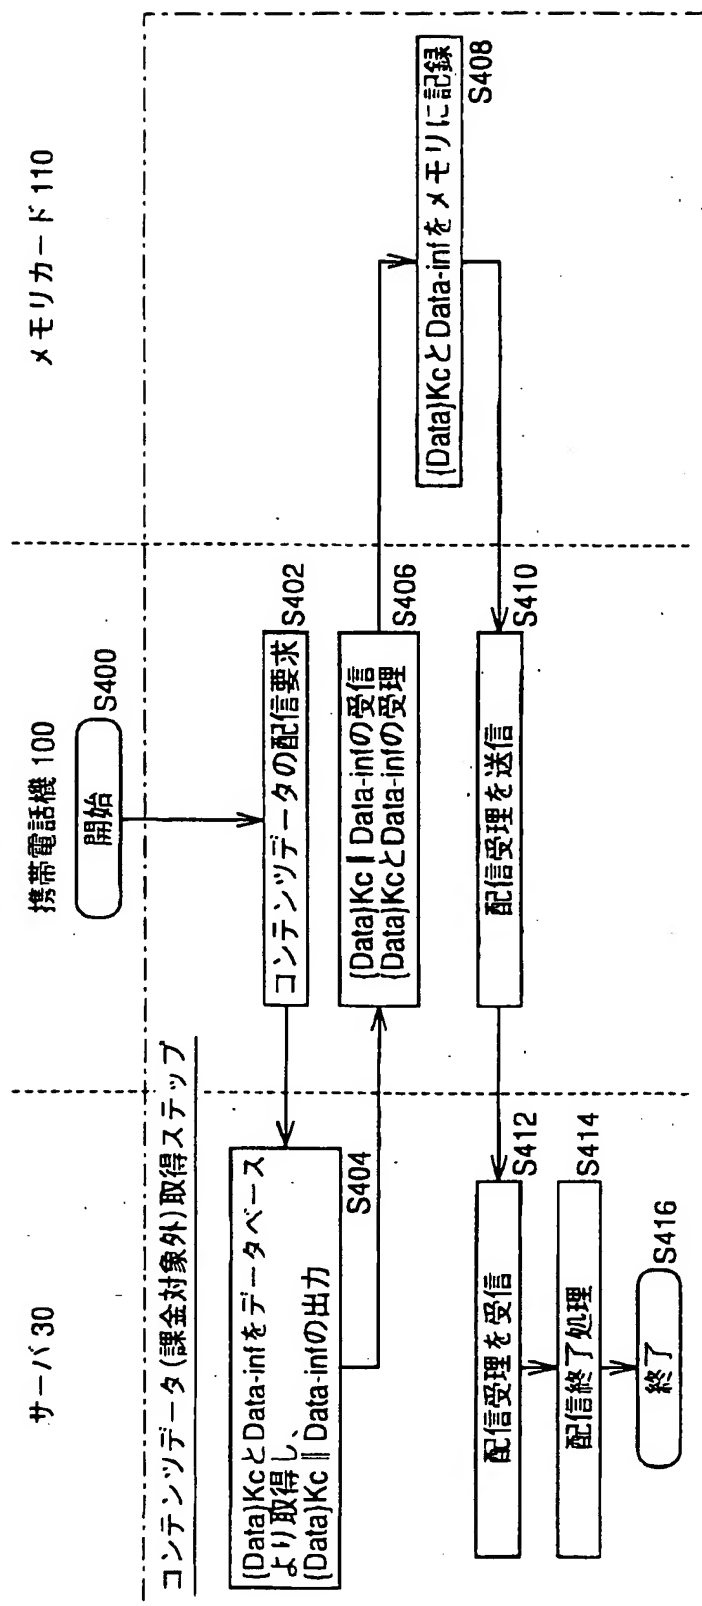 サーバ 30
携帯電話機 100
メモリカード 110
コンテンツデータ(課金対象外)取得ステップ
開始
S400
コンテンツデータの配信要求
S402
{Data}KcとData-infをデータベース
より取得し、
{Data}Kc || Data-infの出力
S404
{Data}Kc || Data-infの受信
{Data}KcとData-infの受理
S406
{Data}KcとData-infをメモリに記録
S408
配信受理を送信
S410
配信受理を受信
S412
配信終了処理
S414
終了
S416